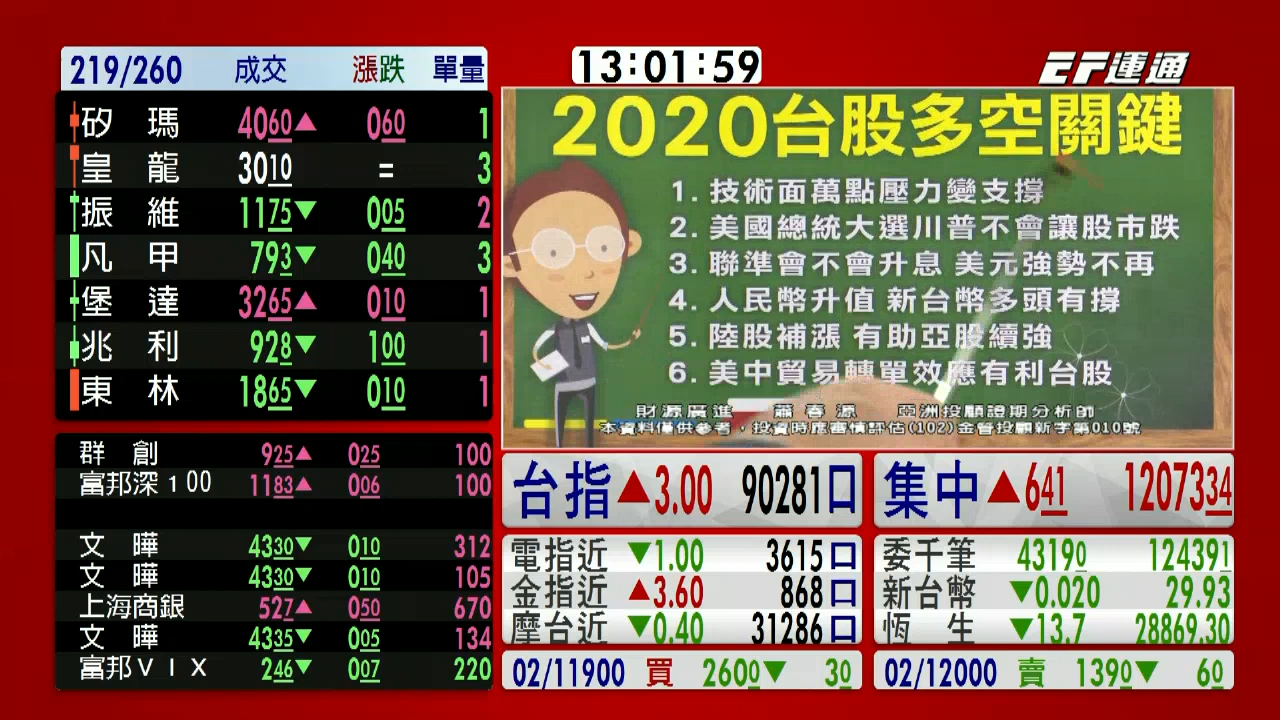 219/260 成交 漲跌 單量
13:01:59
EF運通
矽瑪 4060▲ 060 1
皇龍 3010 = 3
振維 1175▼ 005 2
凡甲 793▼ 040 3
堡達 3265▲ 010 1
兆利 928▼ 100 1
東林 1865▼ 010 1
群創 925▲ 025 100
富邦深100 1183▲ 006 100
文曄 4330▼ 010 312
文曄 4330▼ 010 105
上海商銀 527▲ 050 670
文曄 4335▼ 005 134
富邦VIX 246▼ 007 220
2020台股多空關鍵
1. 技術面萬點壓力變支撐
2. 美國總統大選川普不會讓股市跌
3. 聯準會不會升息 美元強勢不再
4. 人民幣升值 新台幣多頭有撐
5. 陸股補漲 有助亞股續強
6. 美中貿易轉單效應有利台股
財源廣進 蕭春源 亞洲投顧證期分析師
本資料僅供參考，投資時應審慎評估(102)金管投顧新字第010號
台指 ▲3.00 90281口
集中 ▲641 1207334
電指近 ▼1.00 3615口
金指近 ▲3.60 868口
摩台近 ▼0.40 31286口
委千筆 43190 124391
新台幣 ▼0.020 29.93
恆生 ▼13.7 28869.30
02/11900 買 2600▼ 30
02/12000 賣 1390▼ 60